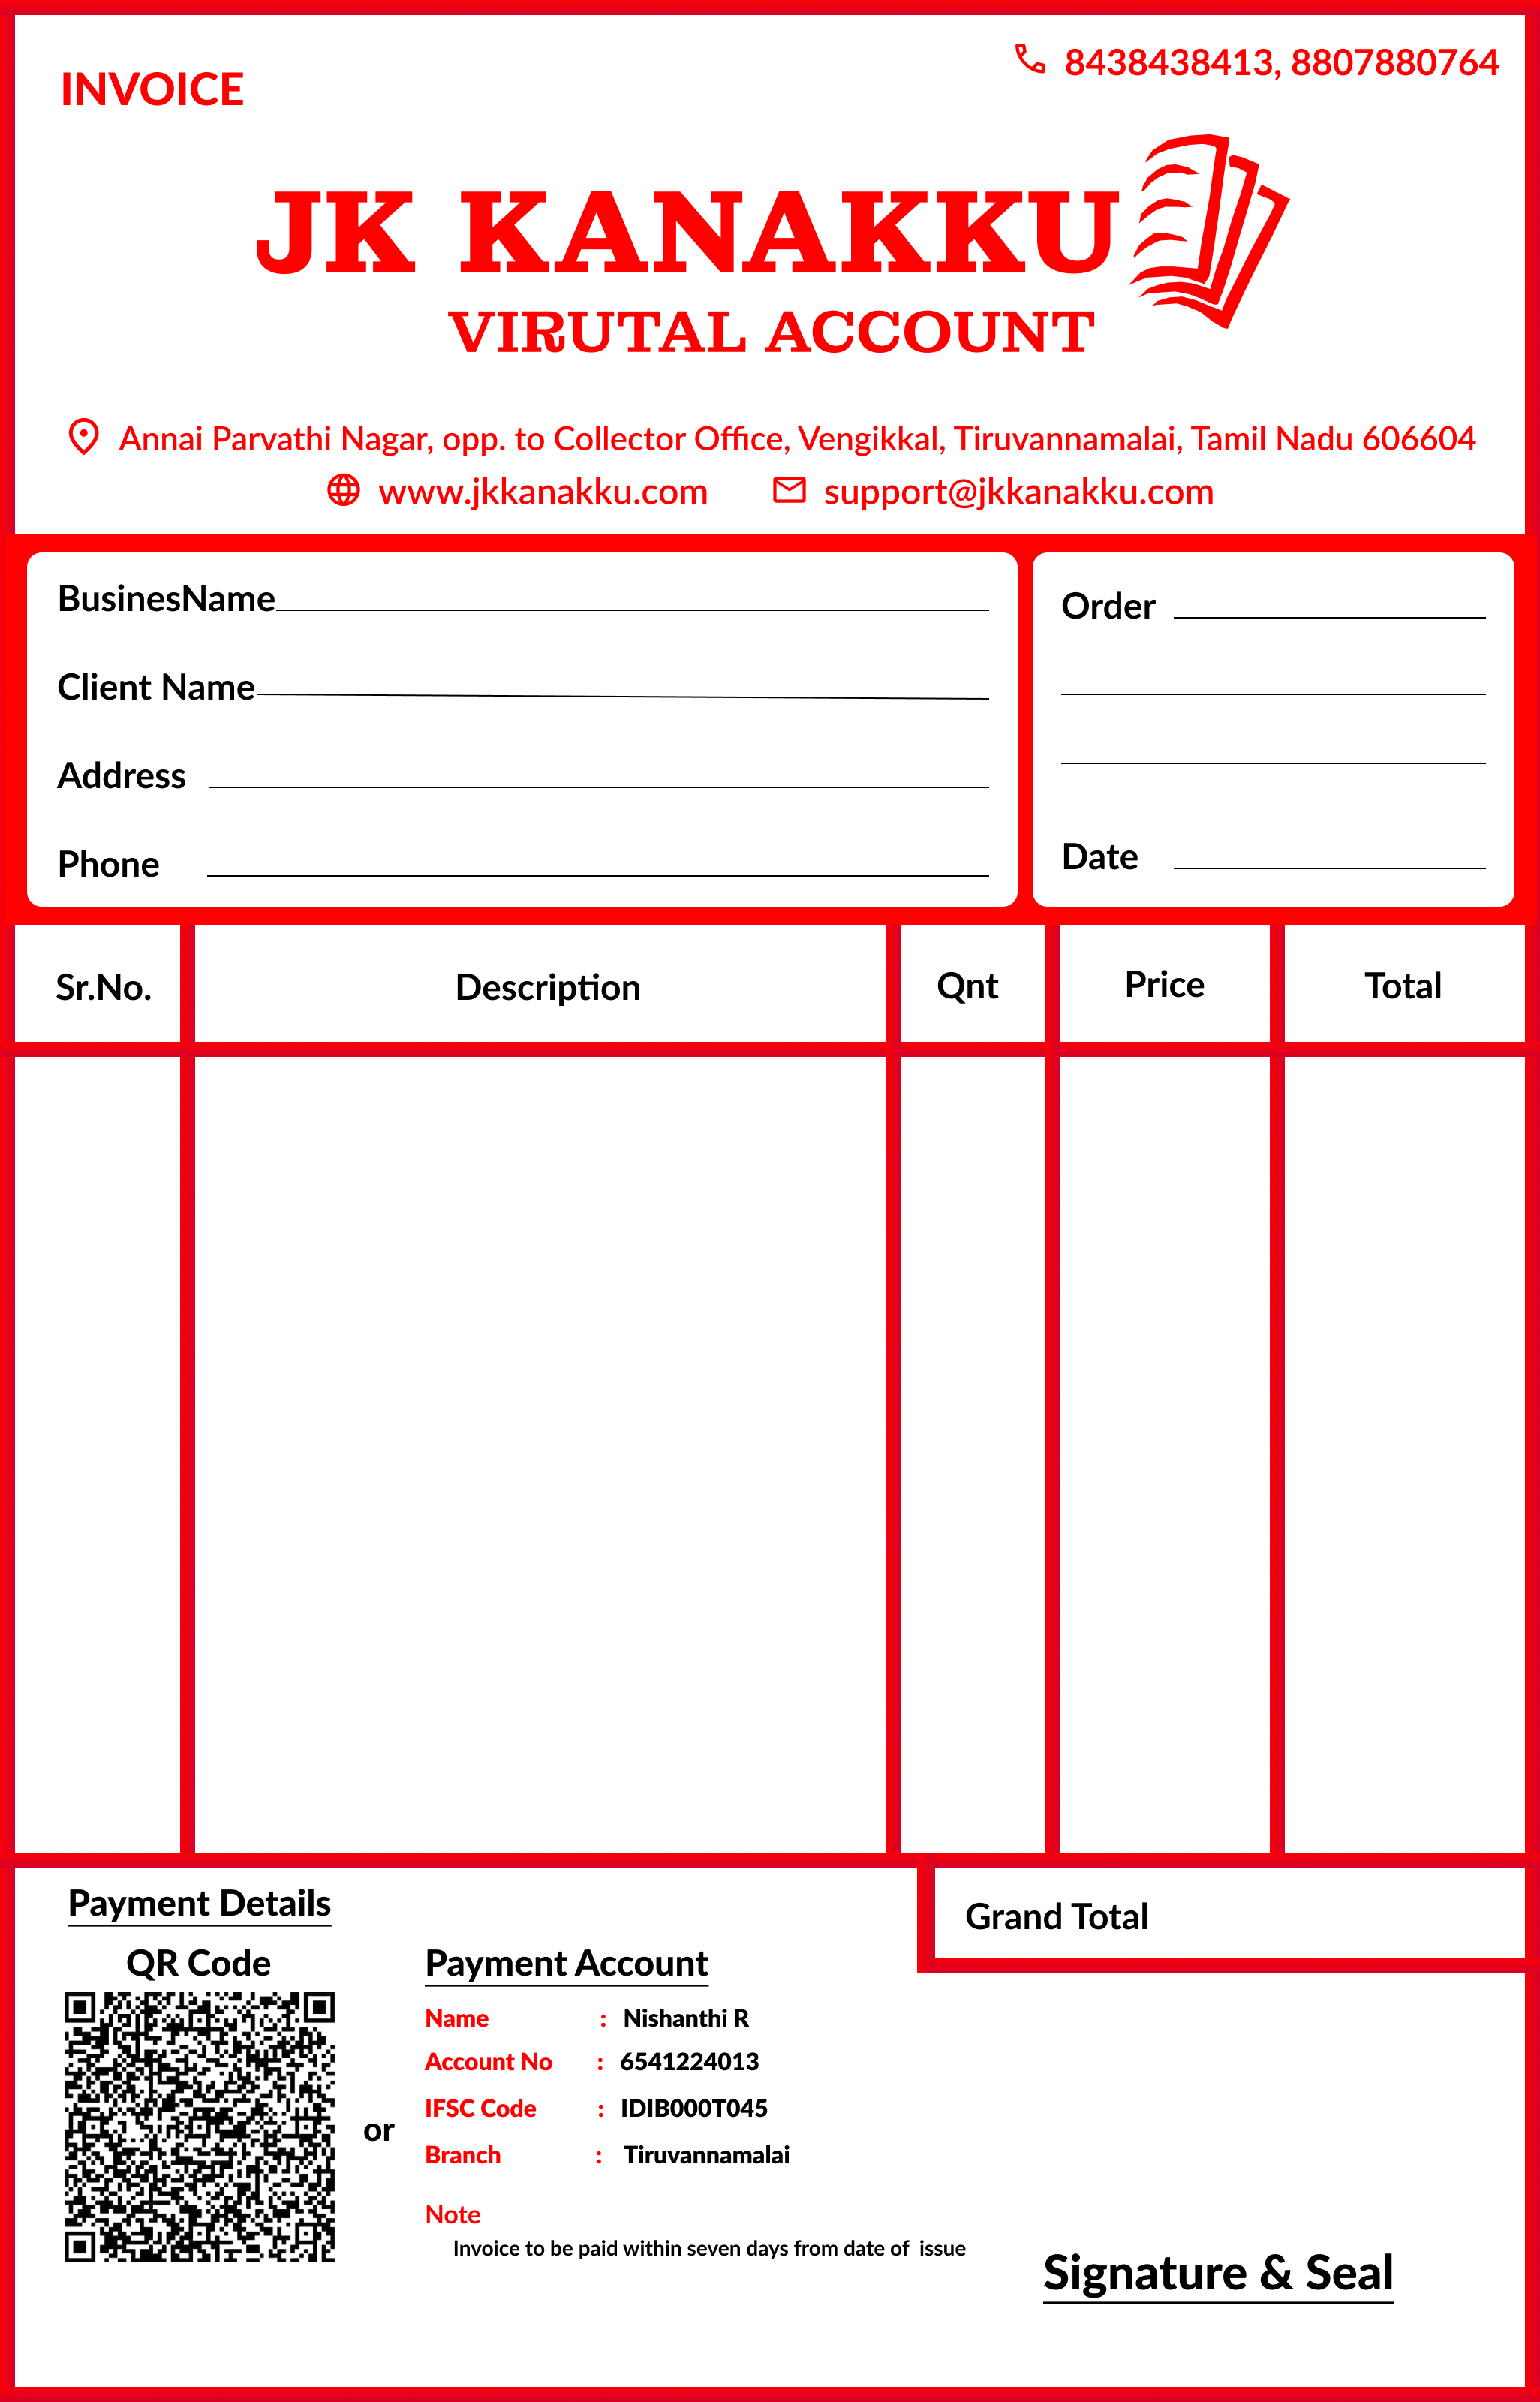 INVOICE
8438438413, 8807880764
JK KANAKKU
VIRUTAL ACCOUNT
Annai Parvathi Nagar, opp. to Collector Office, Vengikkal, Tiruvannamalai, Tamil Nadu 606604
www.jkkanakku.com support@jkkanakku.com
BusinesName
Client Name
Address
Phone
Order
Date
Sr.No. Description Qnt Price Total
Grand Total
Payment Details
QR Code
or
Payment Account
Name : Nishanthi R
Account No : 6541224013
IFSC Code : IDIB000T045
Branch : Tiruvannamalai
Note
Invoice to be paid within seven days from date of issue
Signature & Seal